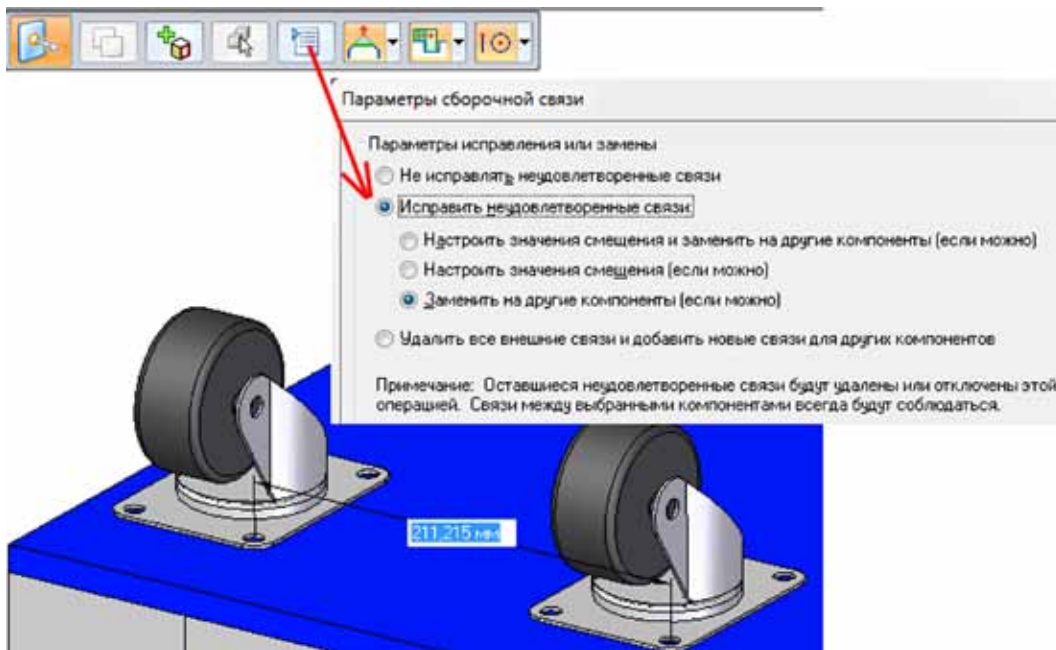 Параметры сборочной связи
Параметры исправления или замены
Не исправлять неудовлетворенные связи
Исправить неудовлетворенные связи:
Настроить значения смещения и заменить на другие компоненты (если можно)
Настроить значения смещения (если можно)
Заменить на другие компоненты (если можно)
Удалить все внешние связи и добавить новые связи для других компонентов
Примечание: Оставшиеся неудовлетворенные связи будут удалены или отключены этой
операцией. Связи между выбранными компонентами всегда будут соблюдаться.
211,215 мм